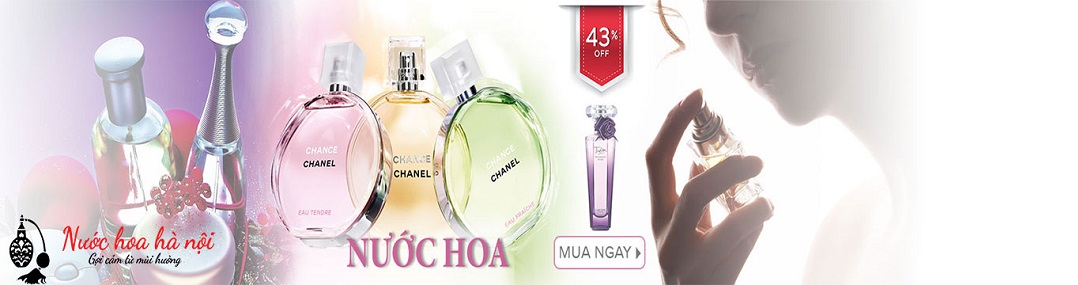 43%
OFF
CHANCE
CHANEL
EAU TENDRE
CHANCE
CHANEL
CHANCE
CHANEL
EAU FRAÎCHE
Nước hoa hà nội
Gợi cảm từ mùi hương
NƯỚC HOA
MUA NGAY